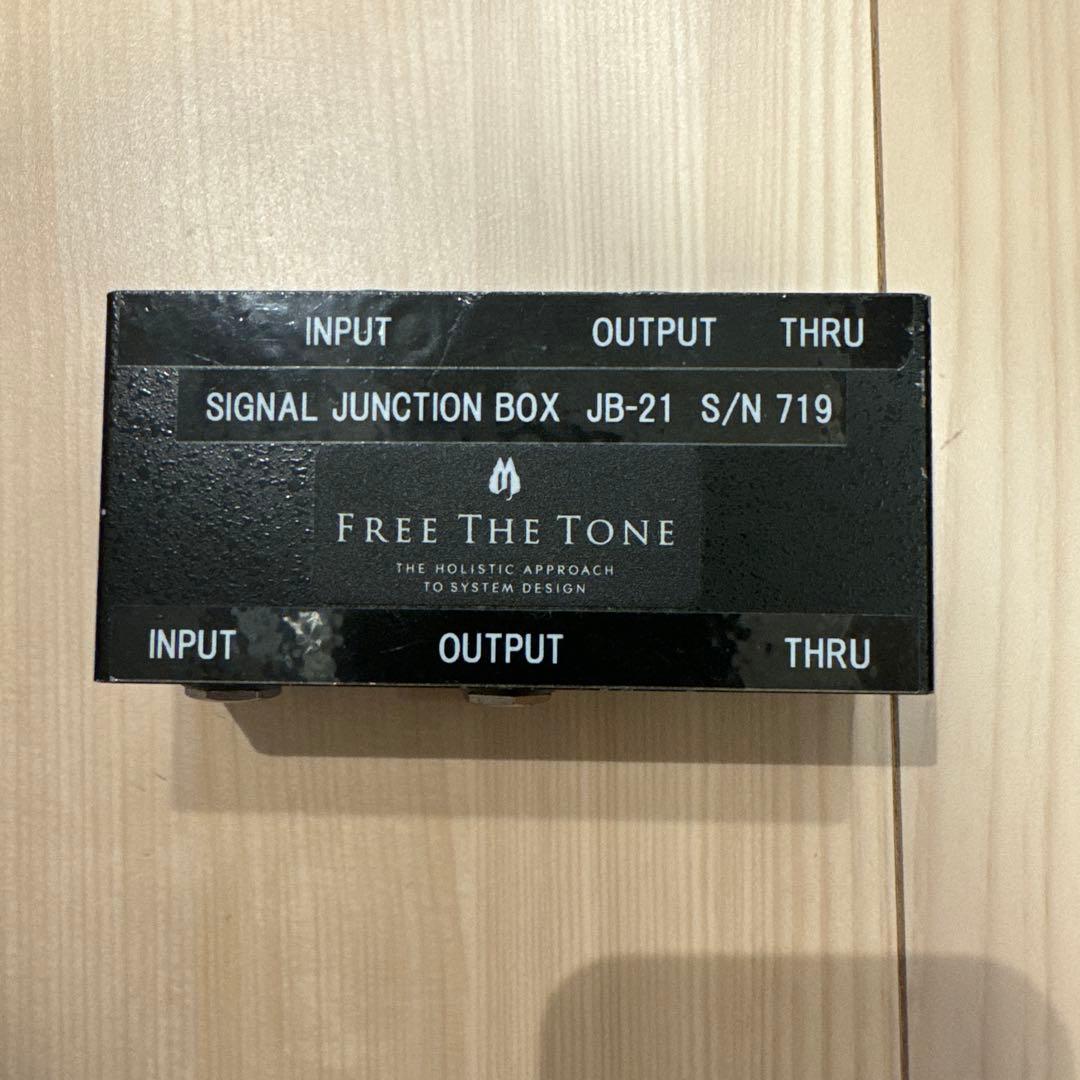 INPUT OUTPUT THRU
SIGNAL JUNCTION BOX JB-21 S/N 719
FREE THE TONE
THE HOLISTIC APPROACH
TO SYSTEM DESIGN
INPUT OUTPUT THRU